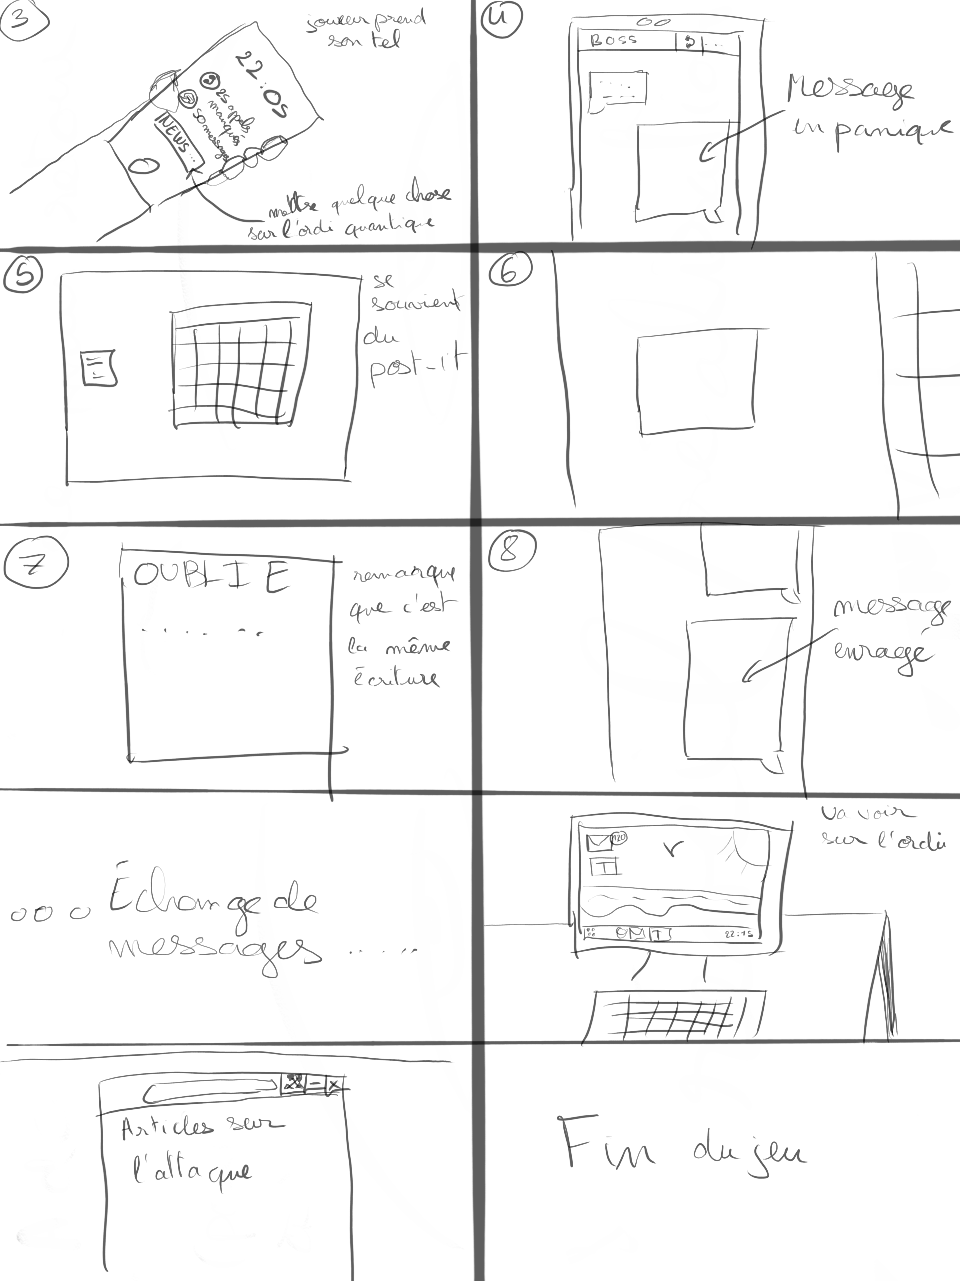 3
joueur prend
son tel
22:05
25 appels
manqués
50 messages
NEWS...
mettre quelque chose
sur l'ordi quantique
4
BOSS
...
Message
en panique
5
se
souvient
du
post-it
6
7
OUBLIE
......
remarque
que c'est
la même
écriture
8
message
enragé
ooo Échange de
messages .....
va voir
sur l'ordi
T
T
22:15
x
Articles sur
l'attaque
Fin du jeu